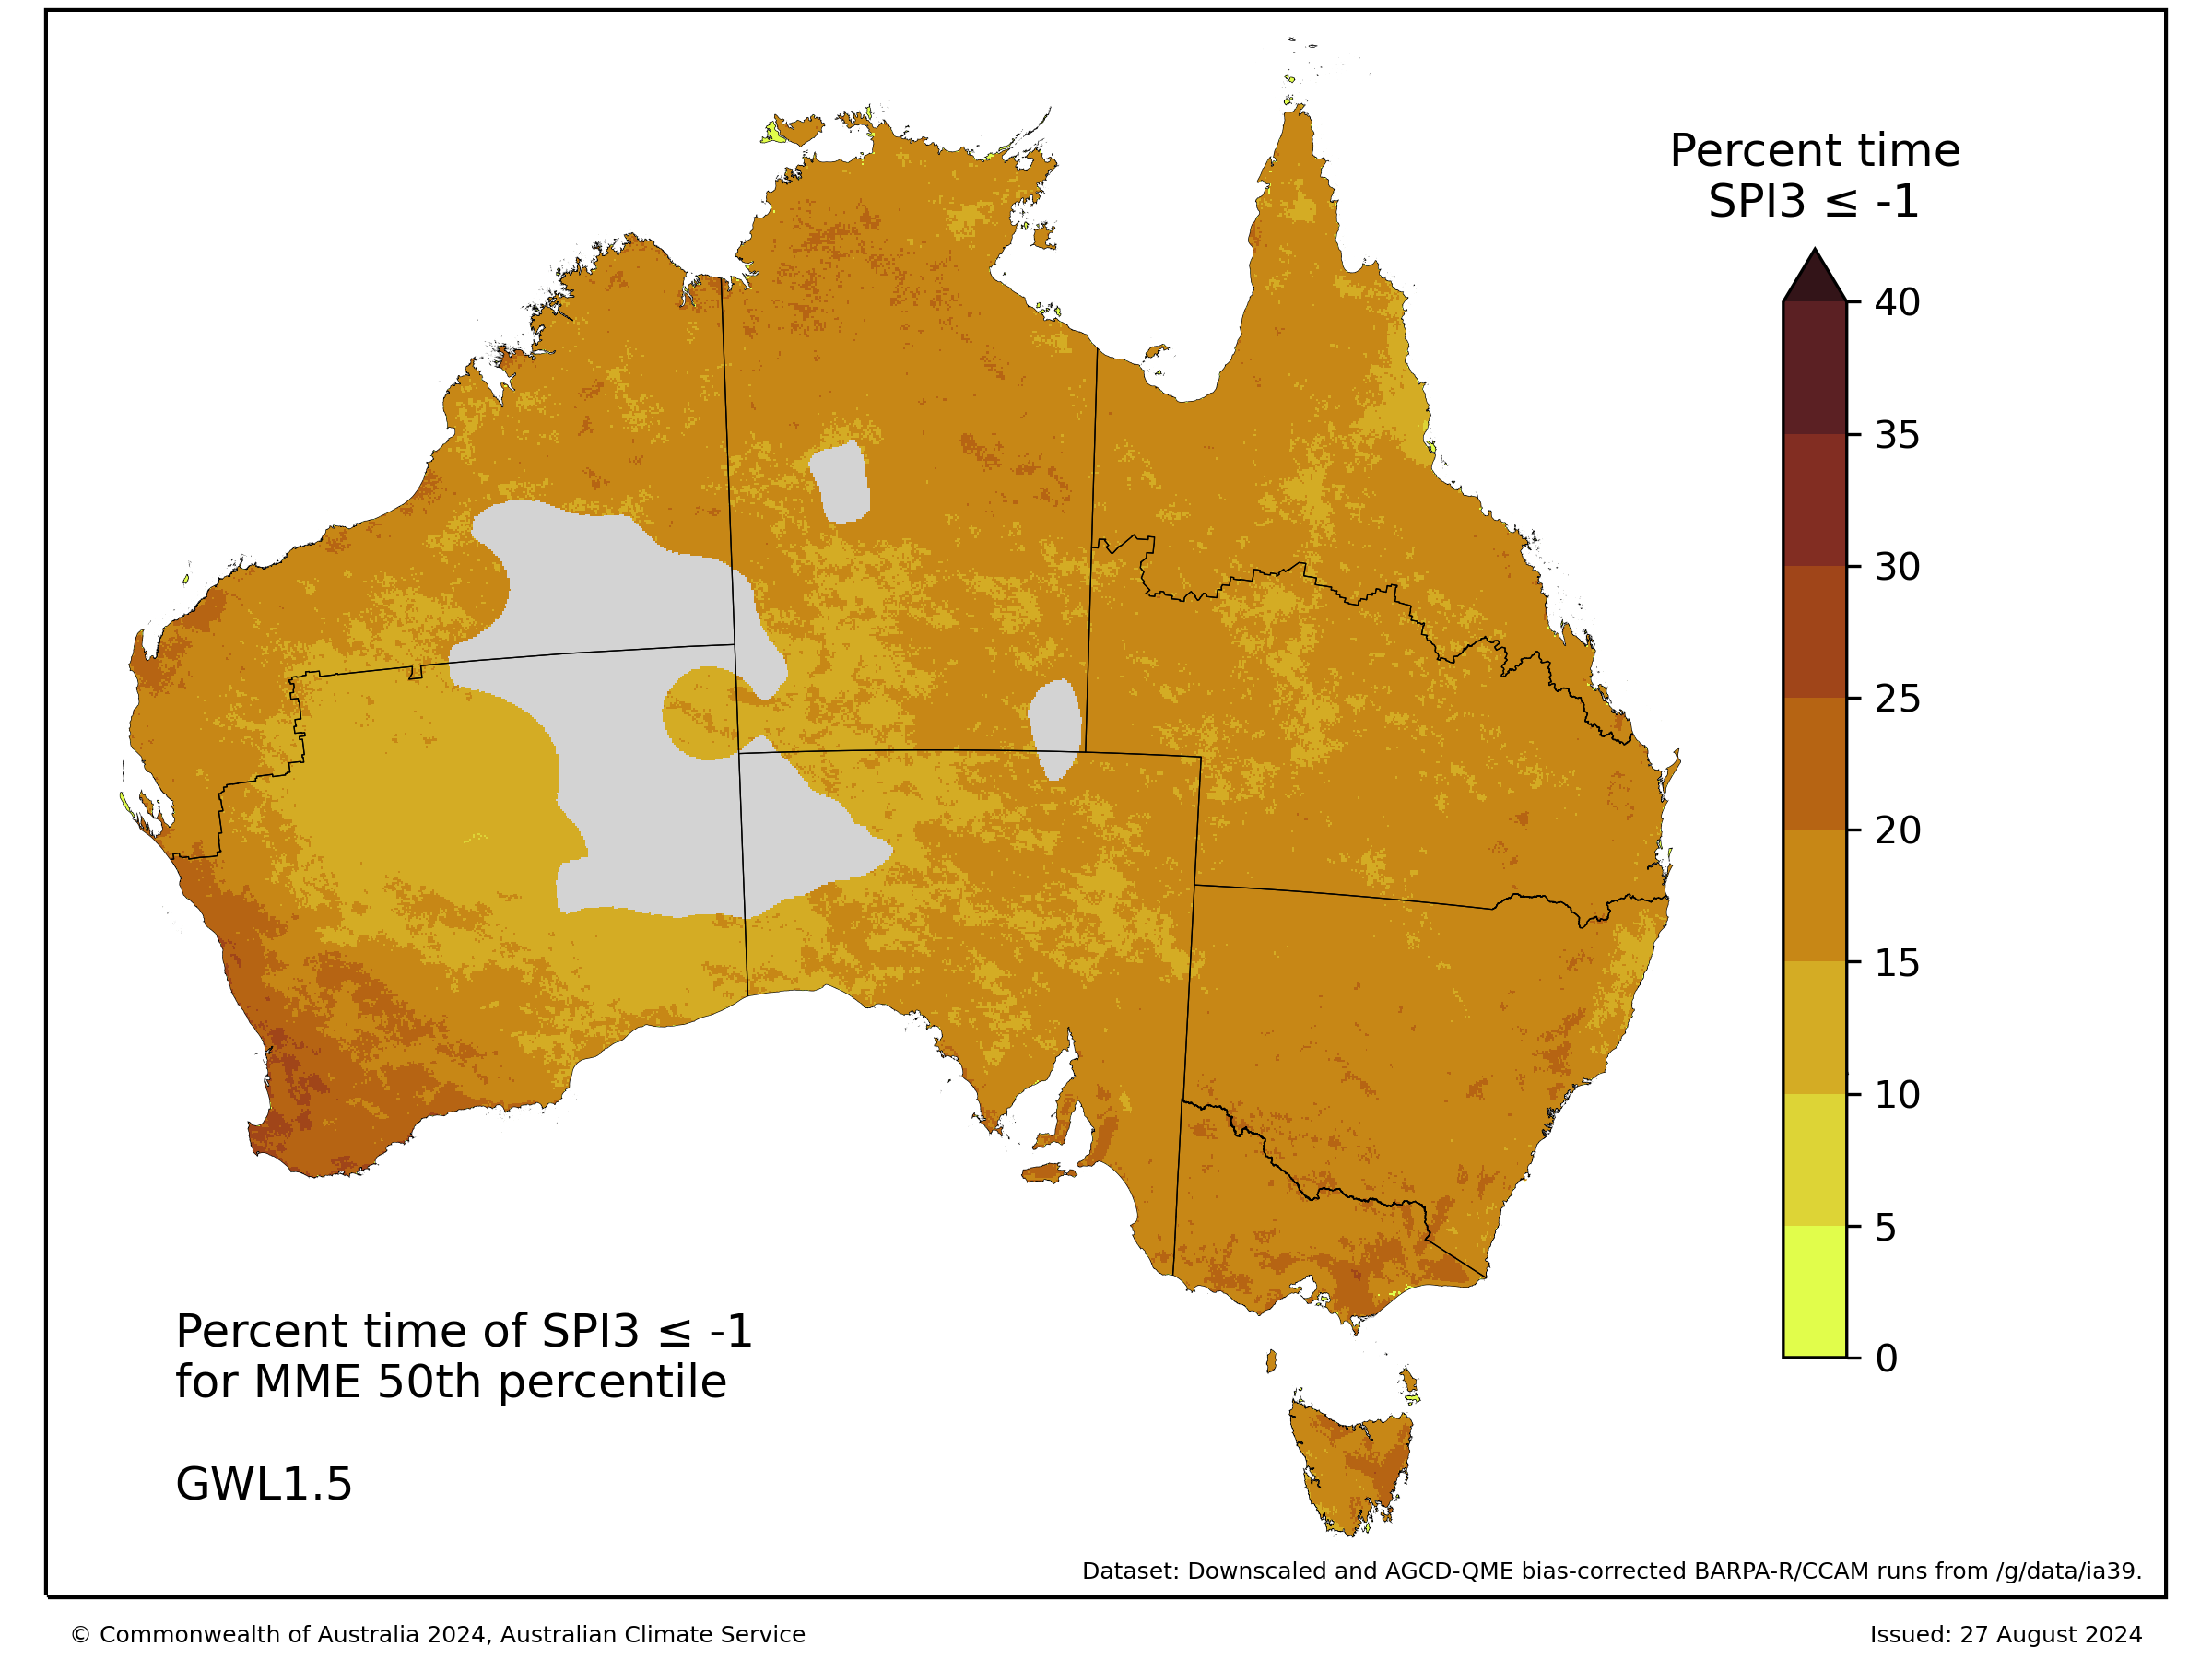 Percent time
SPI3 ≤ -1
40
35
30
25
20
15
10
5
0
Percent time of SPI3 ≤ -1
for MME 50th percentile
GWL1.5
Dataset: Downscaled and AGCD-QME bias-corrected BARPA-R/CCAM runs from /g/data/ia39.
© Commonwealth of Australia 2024, Australian Climate Service
Issued: 27 August 2024